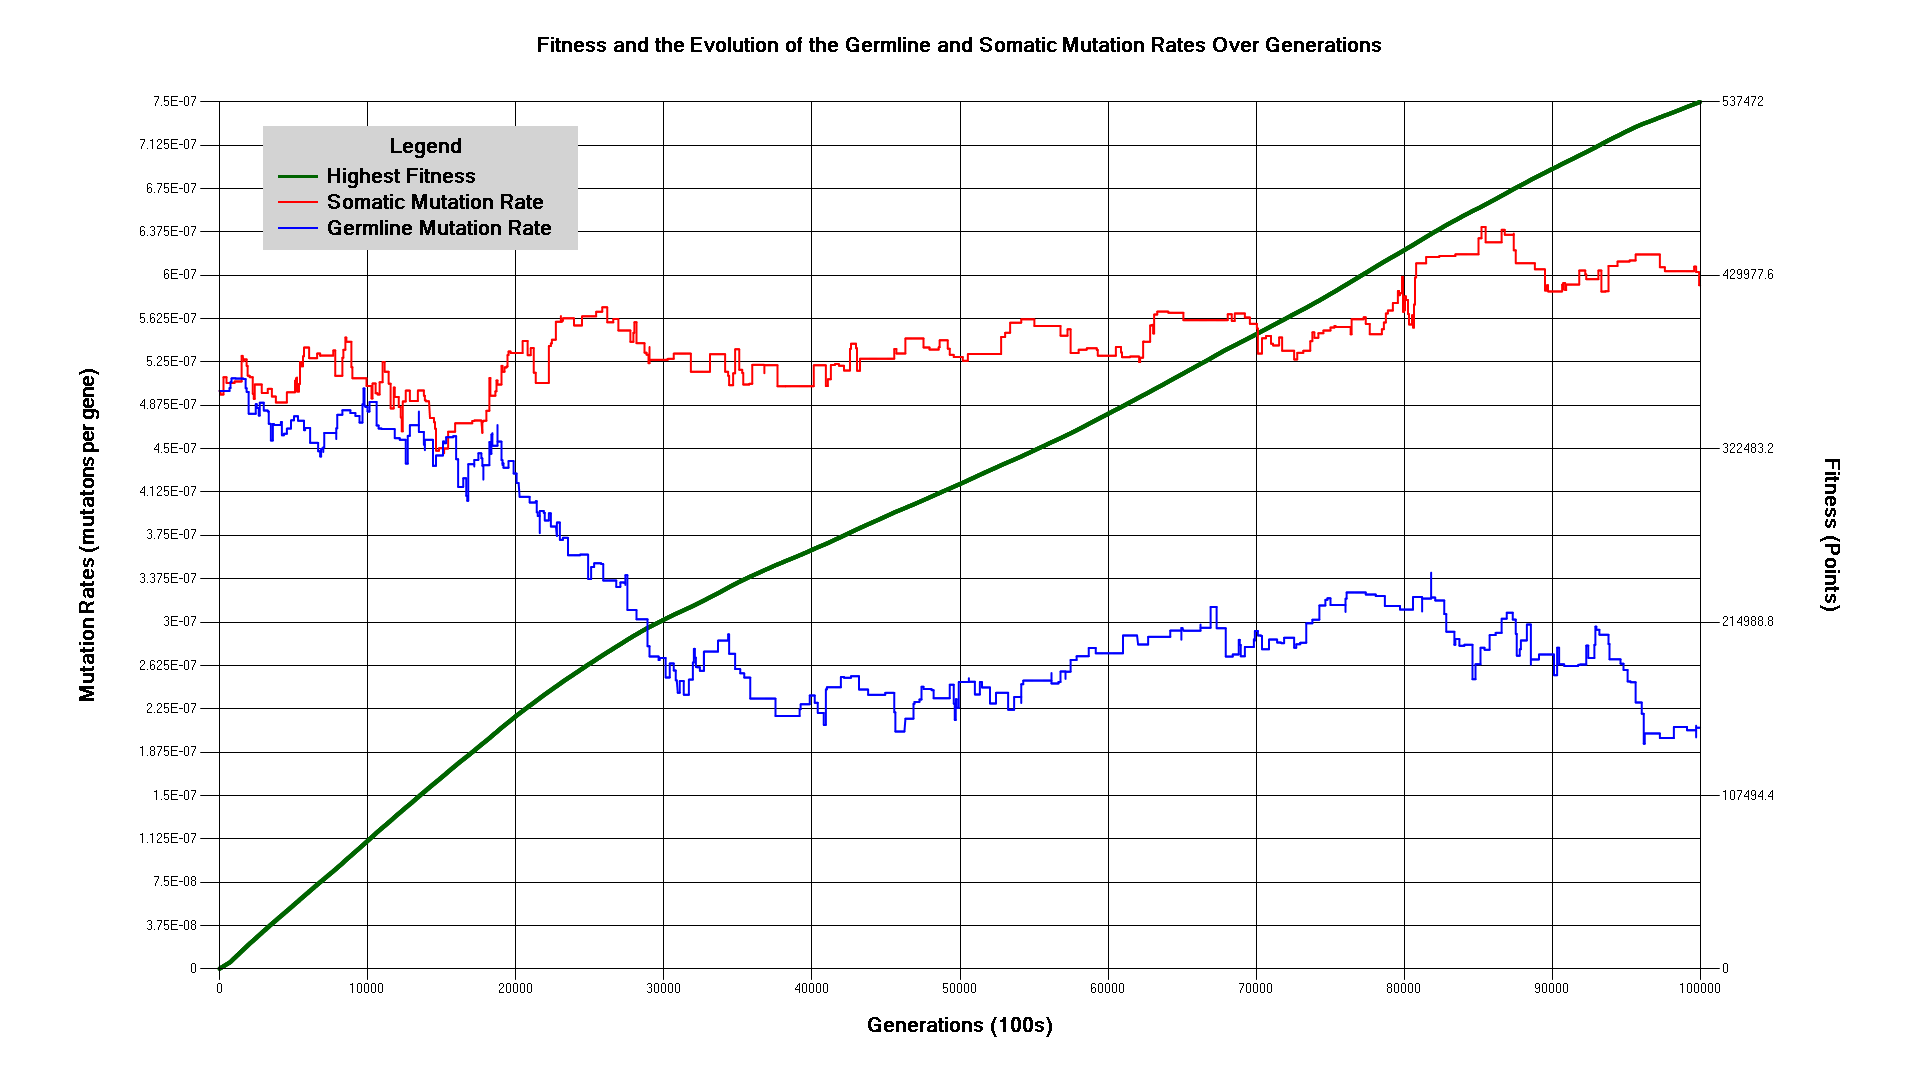 Fitness and the Evolution of the Germline and Somatic Mutation Rates Over Generations
Legend
Highest Fitness
Somatic Mutation Rate
Germline Mutation Rate
Mutation Rates (mutatons per gene)
7.5E-07
7.125E-07
6.75E-07
6.375E-07
6E-07
5.625E-07
5.25E-07
4.875E-07
4.5E-07
4.125E-07
3.75E-07
3.375E-07
3E-07
2.625E-07
2.25E-07
1.875E-07
1.5E-07
1.125E-07
7.5E-08
3.75E-08
0
537472
429977.6
322483.2
214988.8
107494.4
0
Fitness (Points)
0 10000 20000 30000 40000 50000 60000 70000 80000 90000 100000
Generations (100s)